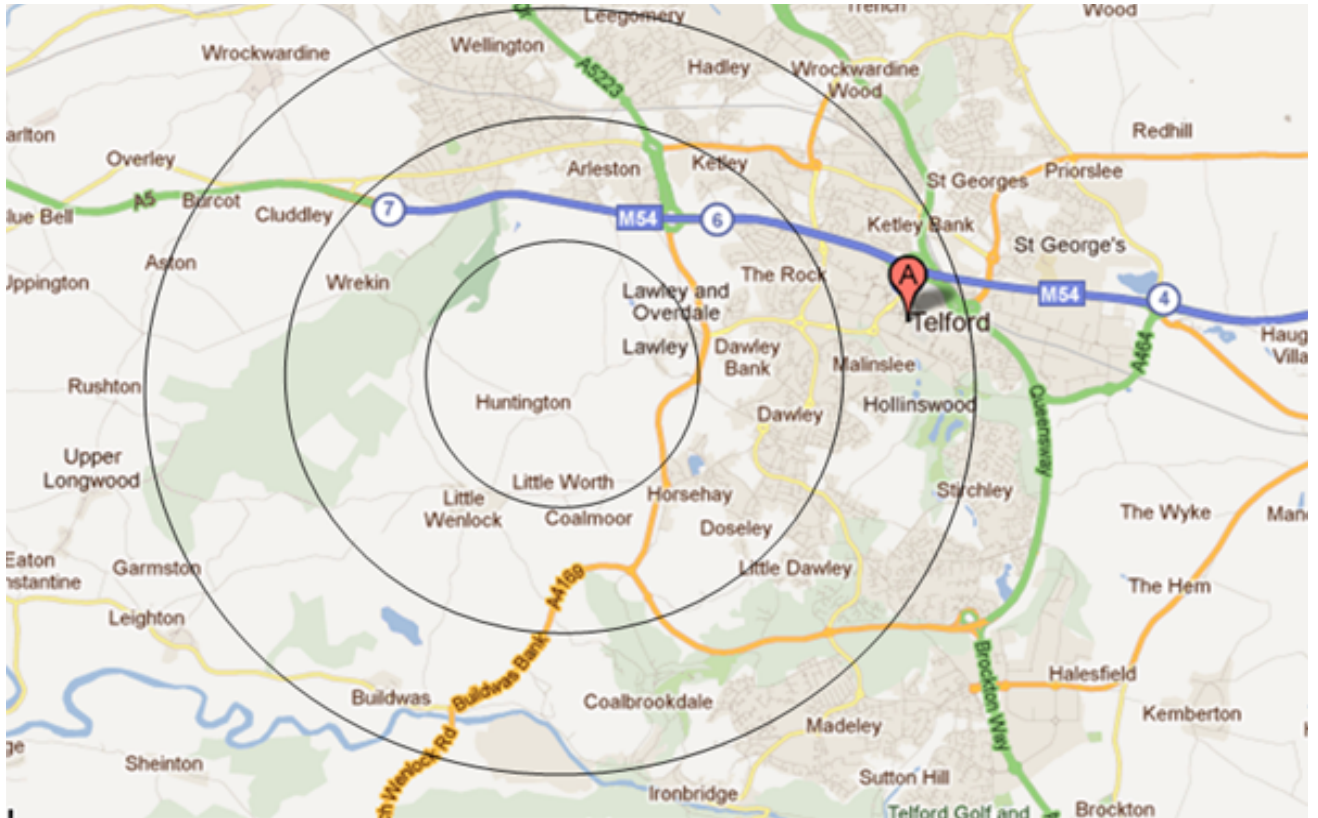 Leegomery
Trench
Wood
Wellington
Wrockwardine
A5223
Hadley
Wrockwardine
Wood
arlton
Redhill
Overley
Arleston
Ketley
Priorslee
St Georges
A5
Burcot
lue Bell
Cluddley
7
M54
6
Ketley Bank
St George's
Aston
Uppington
Wrekin
The Rock
A
Lawley and
Overdale
M54
4
Telford
Haug
Villa
Lawley
Dawley
Bank
Malinslee
A464
Rushton
Huntington
Dawley
Hollinswood
Queensway
Upper
Longwood
Little Worth
Little
Wenlock
Horsehay
Stirchley
Coalmoor
Doseley
The Wyke
Man
Eaton
nstantine
Garmston
Little Dawley
A4169
The Hem
Leighton
Buildwas Bank
Brockton Way
Halesfield
Buildwas
Coalbrookdale
Kemberton
Madeley
ge
Sheinton
ch Wenlock Rd
Sutton Hill
Ironbridge
Telford Golf and
Brockton